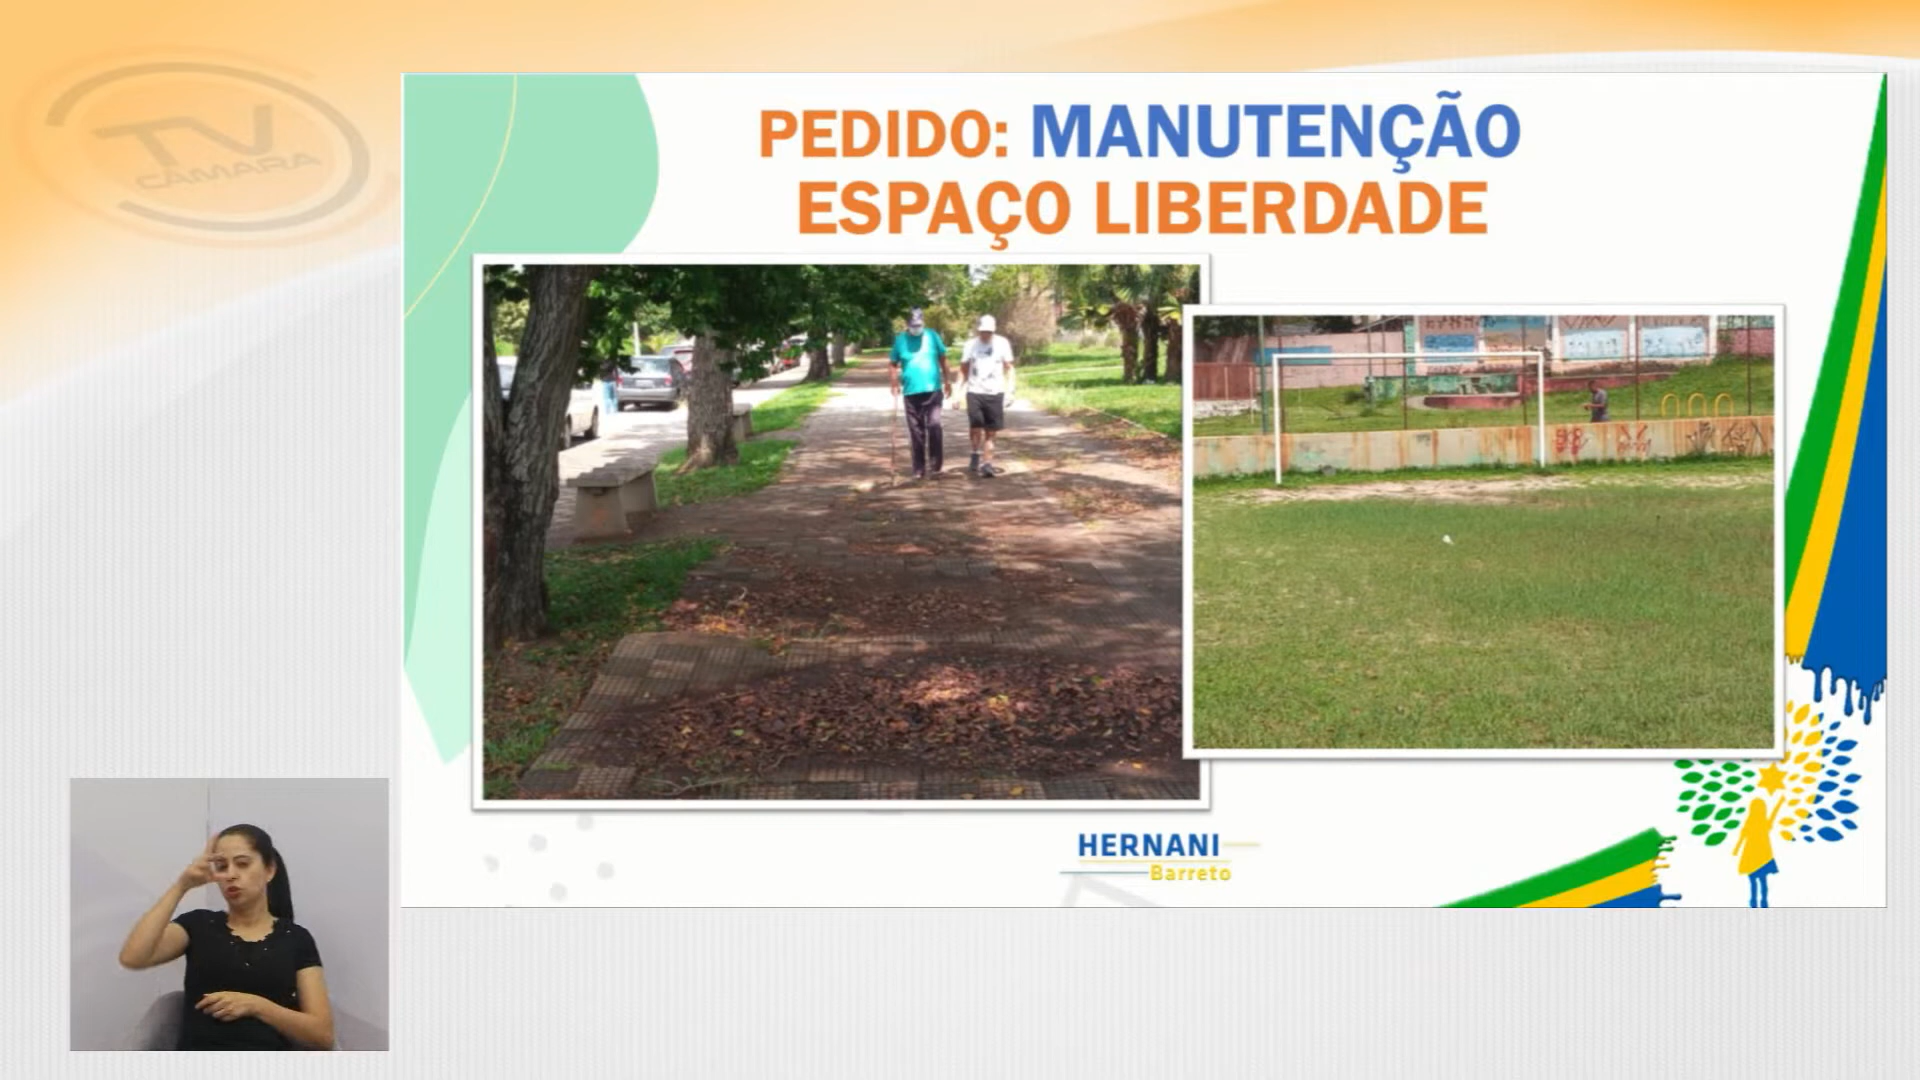 TV
CÂMARA
PEDIDO: MANUTENÇÃO
ESPAÇO LIBERDADE
HERNANI
Barreto